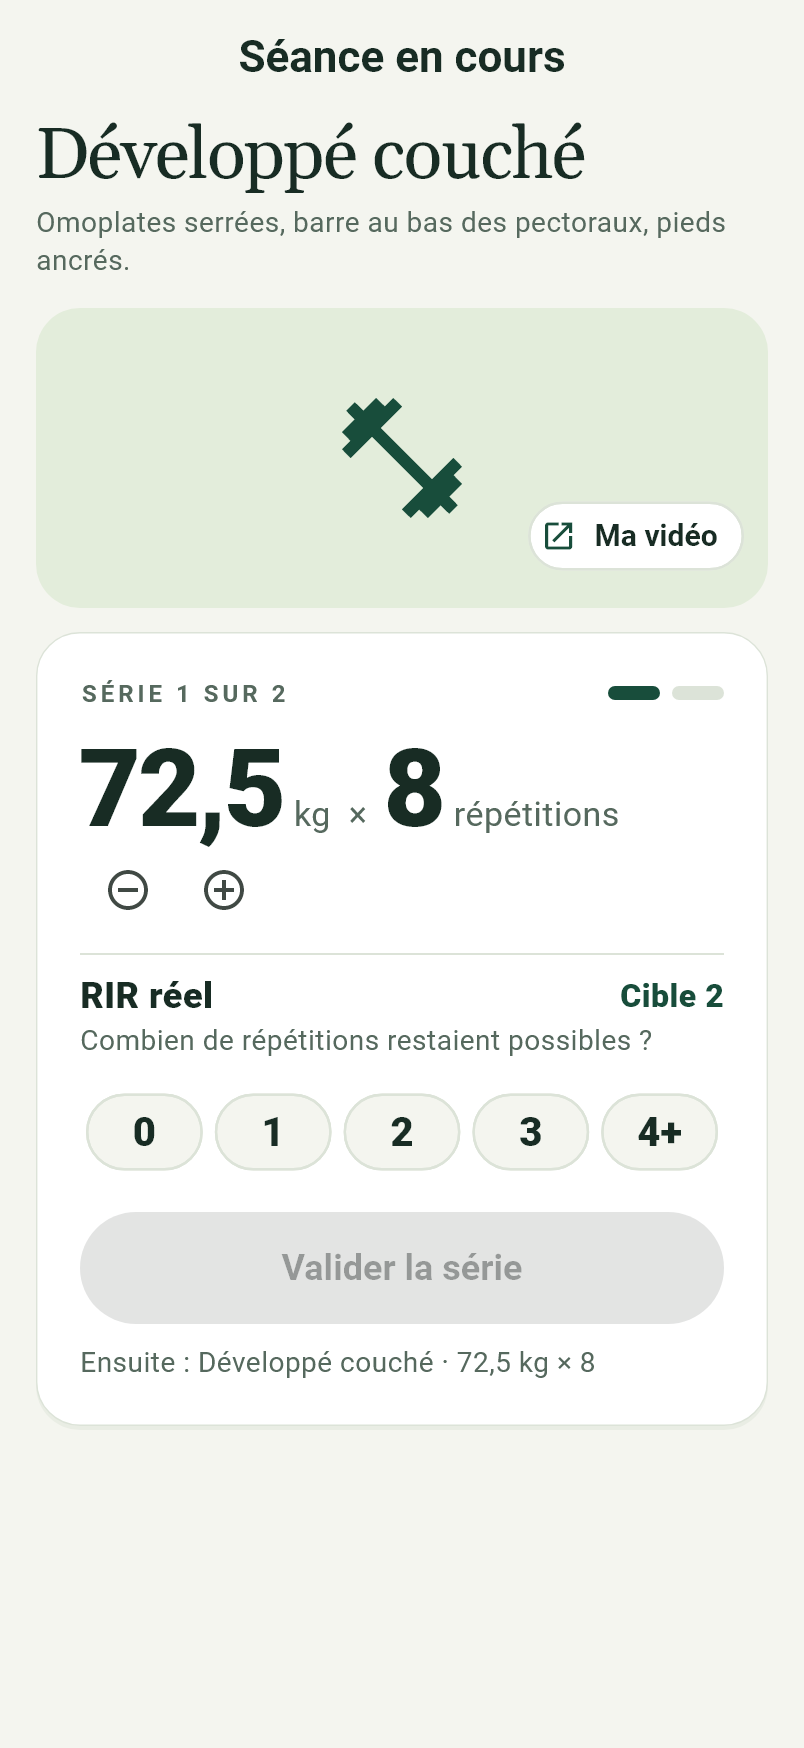 Séance en cours
Développé couché
Omoplates serrées, barre au bas des pectoraux, pieds
ancrés.
Ma vidéo
SÉRIE 1 SUR 2
72,5 kg × 8 répétitions
RIR réel
Cible 2
Combien de répétitions restaient possibles ?
0 1 2 3 4+
Valider la série
Ensuite : Développé couché · 72,5 kg × 8